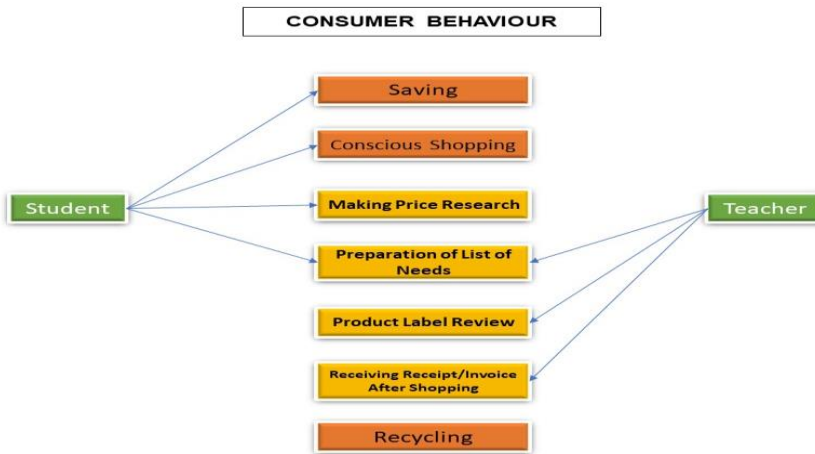 CONSUMER BEHAVIOUR
Saving
Conscious Shopping
Making Price Research
Student
Teacher
Preparation of List of
Needs
Product Label Review
Receiving Receipt/Invoice
After Shopping
Recycling